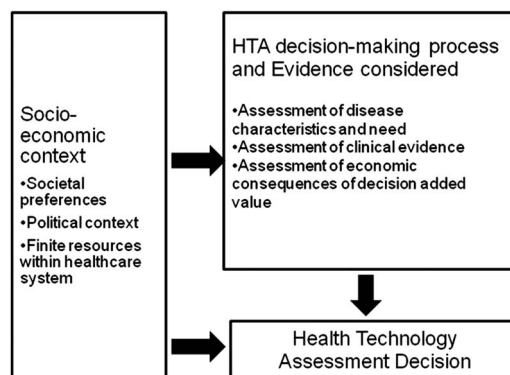 Socio-
economic
context
•Societal
preferences
•Political context
•Finite resources
within healthcare
system
HTA decision-making process
and Evidence considered
•Assessment of disease
characteristics and need
•Assessment of clinical evidence
•Assessment of economic
consequences of decision added
value
Health Technology
Assessment Decision